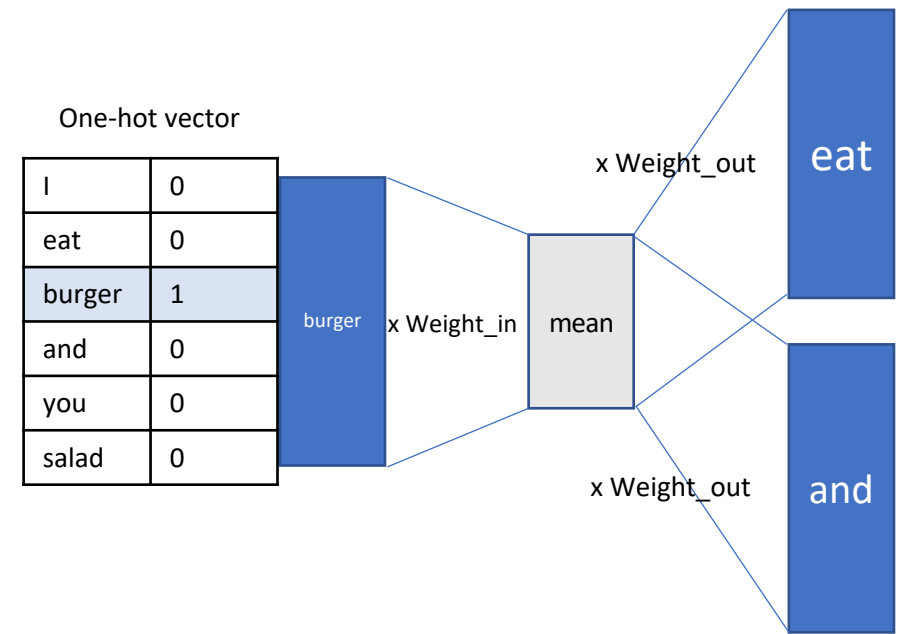 One-hot vector
I 0
eat 0
burger 1
and 0
you 0
salad 0
burger
x Weight_in
mean
x Weight_out
eat
x Weight_out
and